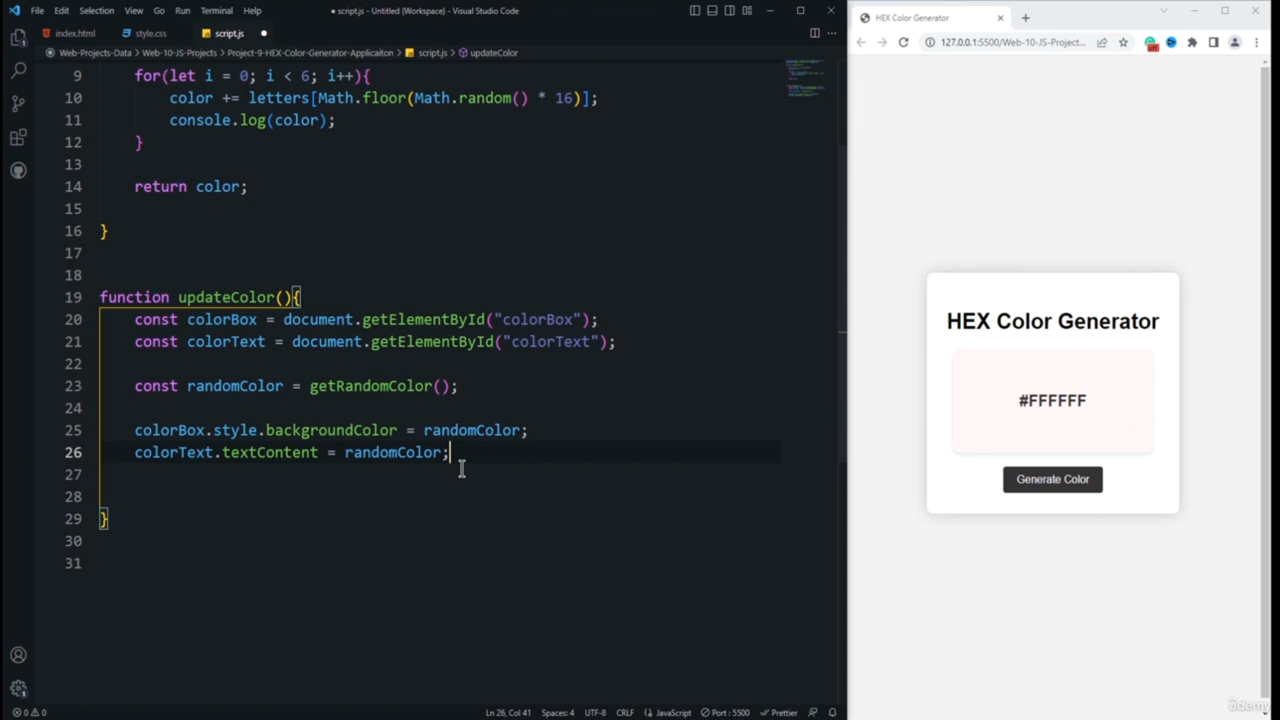 File Edit Selection View Go Run Terminal Help
● script.js - Untitled (Workspace) - Visual Studio Code
index.html
style.css
script.js
Web-Projects-Data > Web-10-JS-Projects > Project-9-HEX-Color-Generator-Applicaiton > script.js > updateColor
9 for(let i = 0; i < 6; i++){
10 color += letters[Math.floor(Math.random() * 16)];
11 console.log(color);
12 }
13
14 return color;
15
16 }
17
18
19 function updateColor(){
20 const colorBox = document.getElementById("colorBox");
21 const colorText = document.getElementById("colorText");
22
23 const randomColor = getRandomColor();
24
25 colorBox.style.backgroundColor = randomColor;
26 colorText.textContent = randomColor;
27
28
29 }
30
31
0 0
Ln 26, Col 41 Spaces: 4 UTF-8 CRLF JavaScript Port : 5500 Prettier
HEX Color Generator
127.0.0.1:5500/Web-10-JS-Project...
HEX Color Generator
#FFFFFF
Generate Color
ûdemy